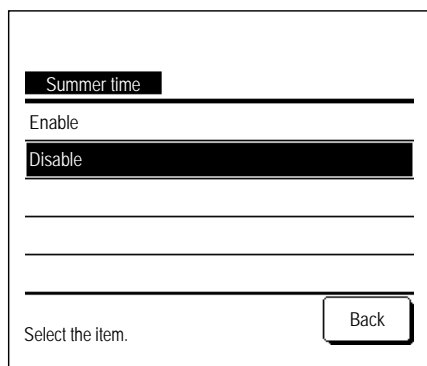 Summer time
Enable
Disable
Back
Select the item.